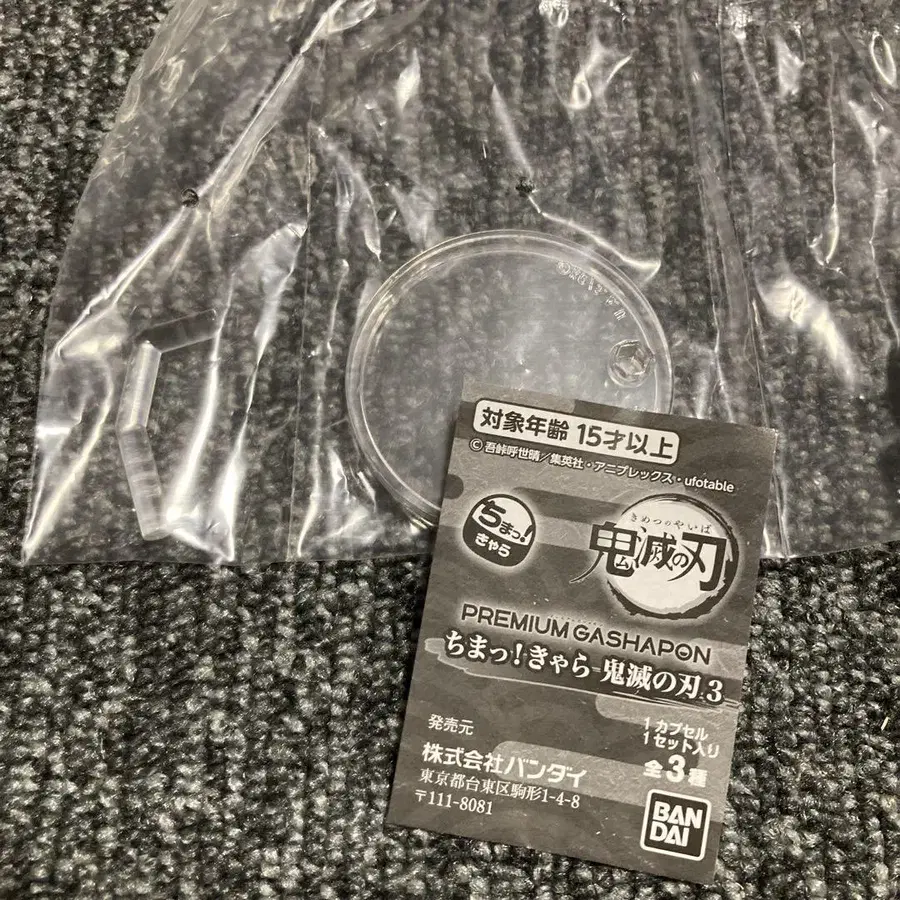 対象年齢 15才以上
©吾峠呼世晴／集英社・アニプレックス・ufotable
ちまっ!
きゃら
きめつのやいば
鬼滅の刃
PREMIUM GASHAPON
ちまっ!きゃら 鬼滅の刃 3
発売元
株式会社バンダイ
東京都台東区駒形1-4-8
〒111-8081
1カプセル
1セット入り
全3種
BAN
DAI